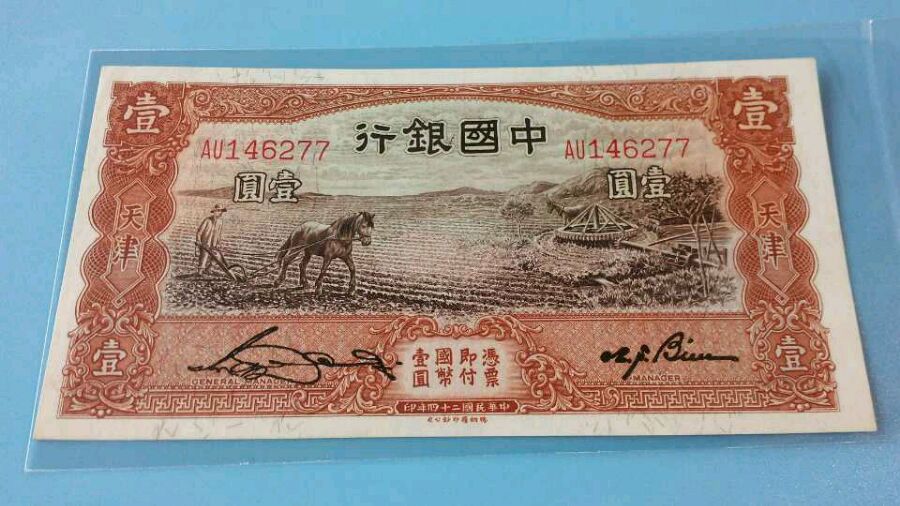 中國銀行
壹
壹
AU146277
AU146277
壹圓
壹圓
天津
天津
憑票
即付
國幣
壹圓
GENERAL MANAGER
MANAGER
壹
壹
中華民國二十四年印